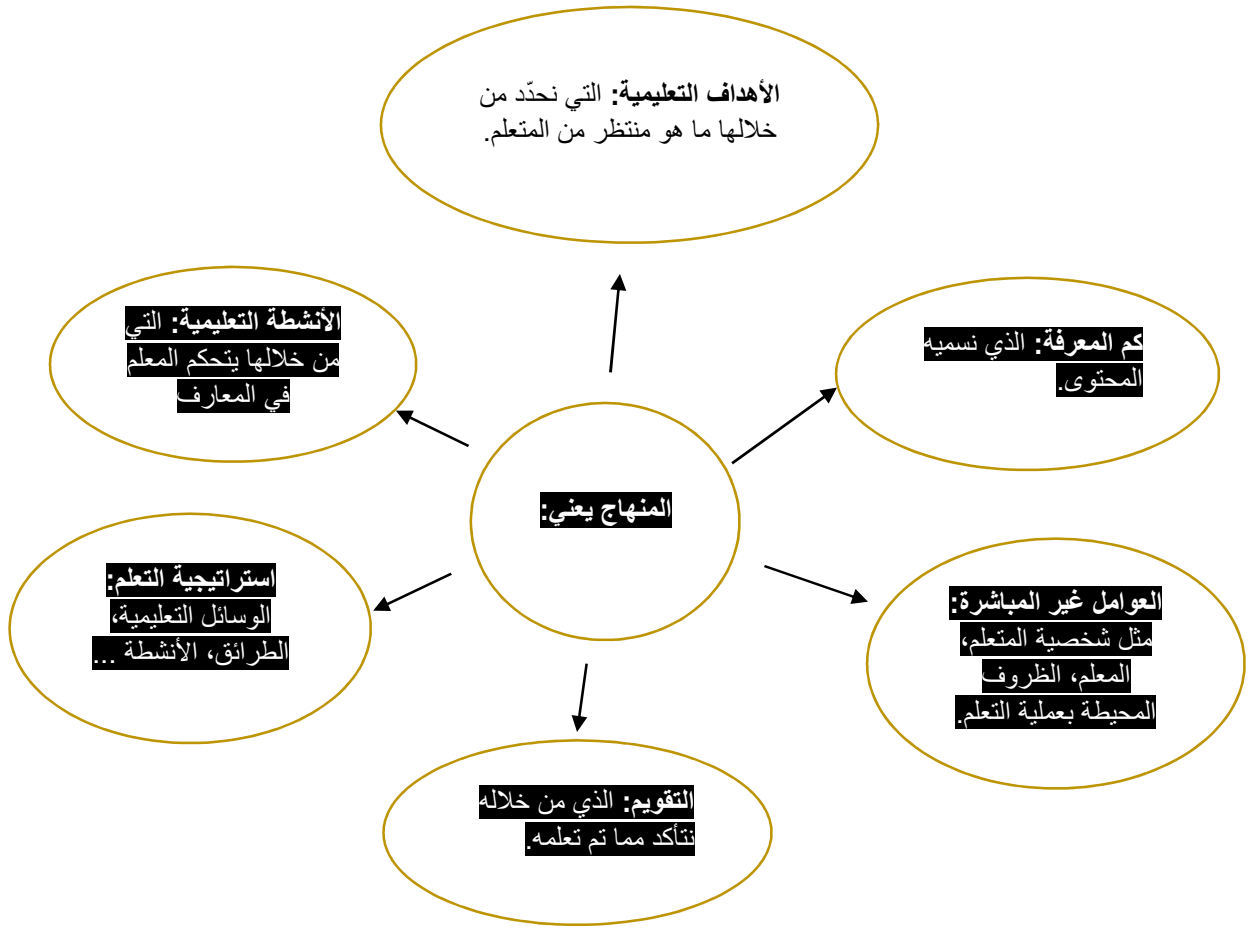 الأهداف التعليمية: التي نحدّد من
خلالها ما هو منتظر من المتعلم.
كم المعرفة: الذي نسميه
المحتوى.
الأنشطة التعليمية: التي
من خلالها يتحكم المعلم
في المعارف
المنهاج يعني:
العوامل غير المباشرة:
مثل شخصية المتعلم،
المعلم، الظروف
المحيطة بعملية التعلم.
استراتيجية التعلم:
الوسائل التعليمية،
الطرائق، الأنشطة ...
التقويم: الذي من خلاله
نتأكد مما تم تعلمه.